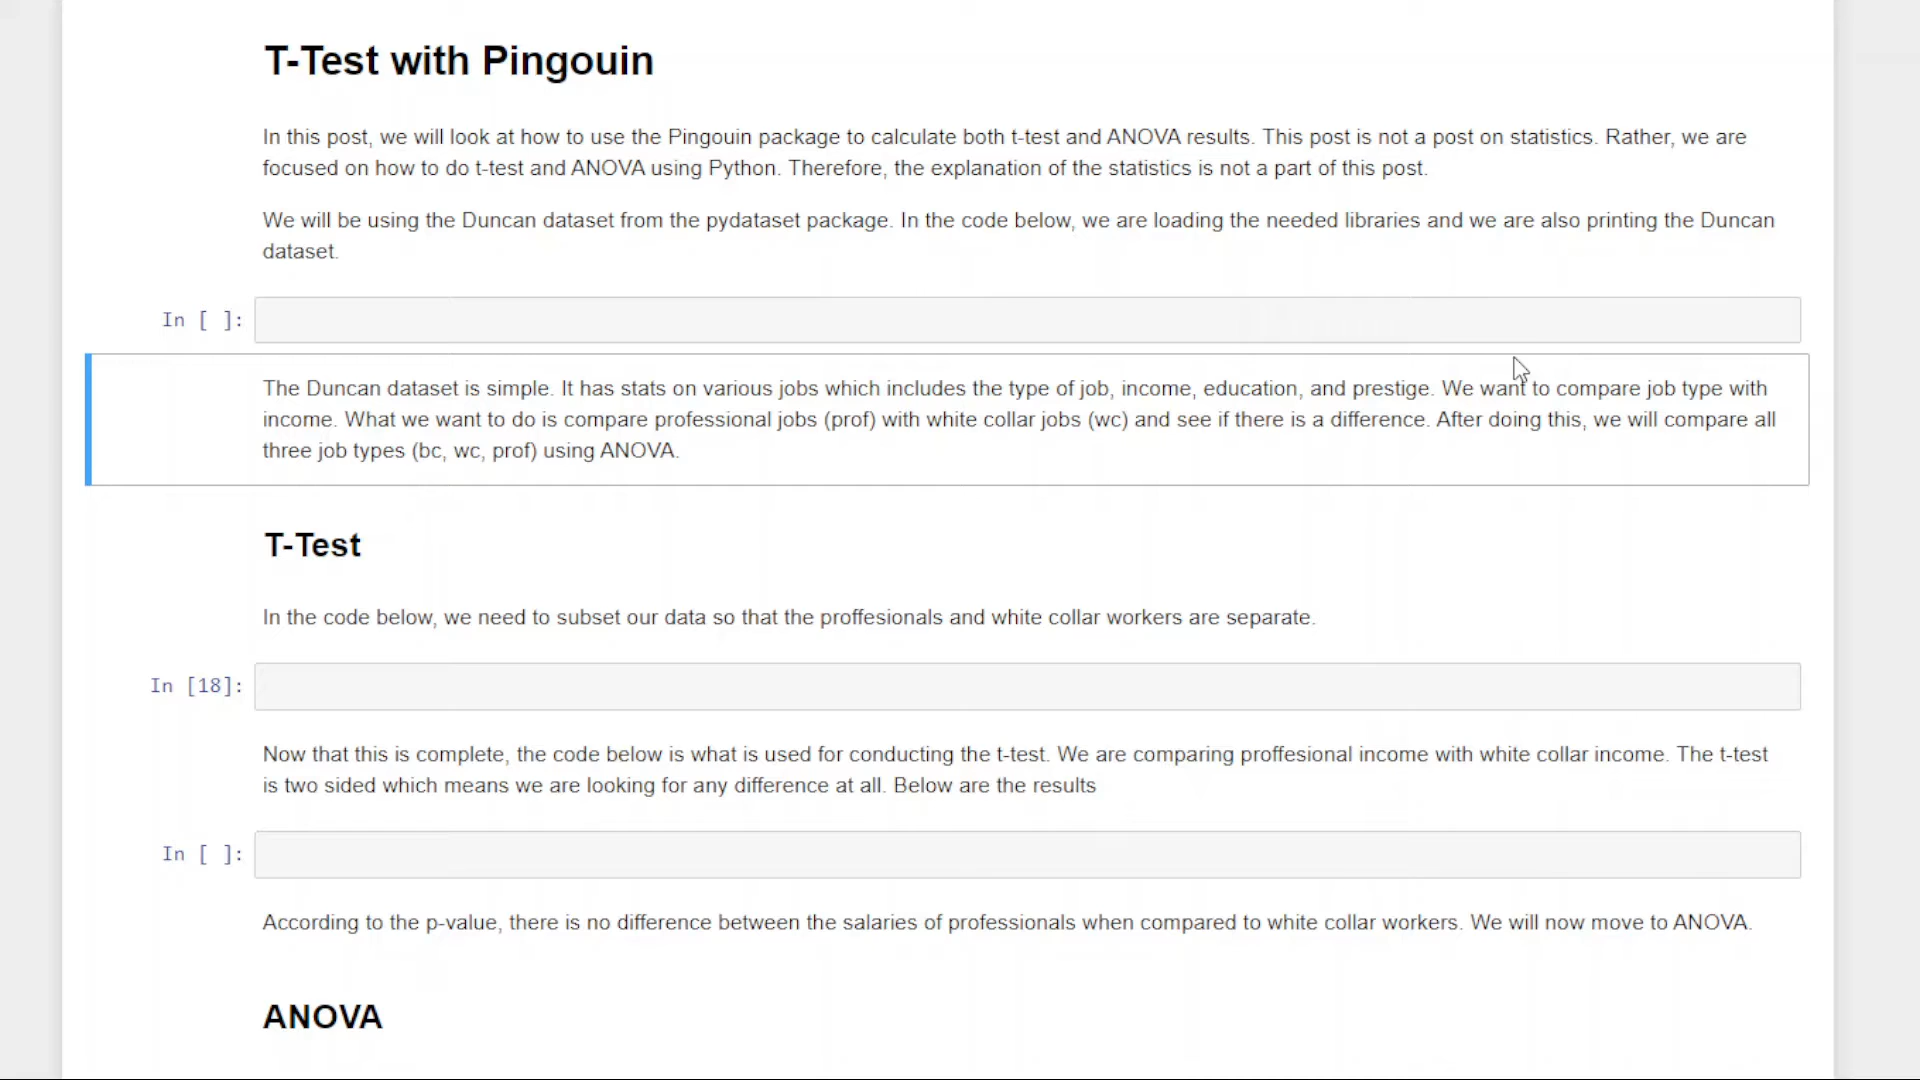 T-Test with Pingouin
In this post, we will look at how to use the Pingouin package to calculate both t-test and ANOVA results. This post is not a post on statistics. Rather, we are
focused on how to do t-test and ANOVA using Python. Therefore, the explanation of the statistics is not a part of this post.
We will be using the Duncan dataset from the pydataset package. In the code below, we are loading the needed libraries and we are also printing the Duncan
dataset.
In [ ]:
The Duncan dataset is simple. It has stats on various jobs which includes the type of job, income, education, and prestige. We want to compare job type with
income. What we want to do is compare professional jobs (prof) with white collar jobs (wc) and see if there is a difference. After doing this, we will compare all
three job types (bc, wc, prof) using ANOVA.
T-Test
In the code below, we need to subset our data so that the proffesionals and white collar workers are separate.
In [18]:
Now that this is complete, the code below is what is used for conducting the t-test. We are comparing proffesional income with white collar income. The t-test
is two sided which means we are looking for any difference at all. Below are the results
In [ ]:
According to the p-value, there is no difference between the salaries of professionals when compared to white collar workers. We will now move to ANOVA.
ANOVA